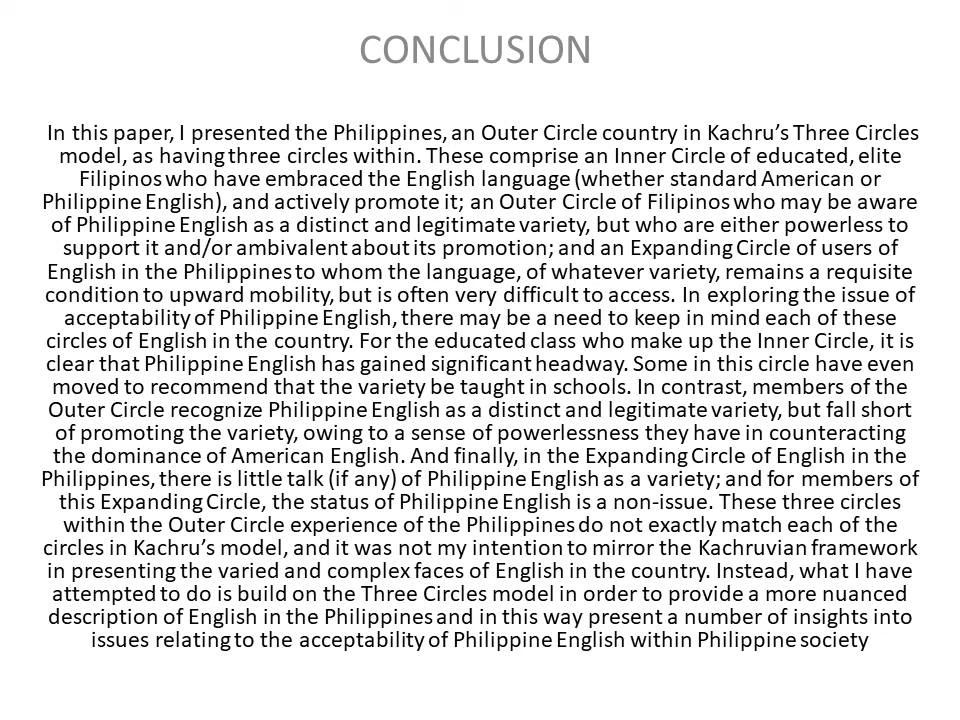 CONCLUSION
In this paper, I presented the Philippines, an Outer Circle country in Kachru’s Three Circles
model, as having three circles within. These comprise an Inner Circle of educated, elite
Filipinos who have embraced the English language (whether standard American or
Philippine English), and actively promote it; an Outer Circle of Filipinos who may be aware
of Philippine English as a distinct and legitimate variety, but who are either powerless to
support it and/or ambivalent about its promotion; and an Expanding Circle of users of
English in the Philippines to whom the language, of whatever variety, remains a requisite
condition to upward mobility, but is often very difficult to access. In exploring the issue of
acceptability of Philippine English, there may be a need to keep in mind each of these
circles of English in the country. For the educated class who make up the Inner Circle, it is
clear that Philippine English has gained significant headway. Some in this circle have even
moved to recommend that the variety be taught in schools. In contrast, members of the
Outer Circle recognize Philippine English as a distinct and legitimate variety, but fall short
of promoting the variety, owing to a sense of powerlessness they have in counteracting
the dominance of American English. And finally, in the Expanding Circle of English in the
Philippines, there is little talk (if any) of Philippine English as a variety; and for members of
this Expanding Circle, the status of Philippine English is a non-issue. These three circles
within the Outer Circle experience of the Philippines do not exactly match each of the
circles in Kachru’s model, and it was not my intention to mirror the Kachruvian framework
in presenting the varied and complex faces of English in the country. Instead, what I have
attempted to do is build on the Three Circles model in order to provide a more nuanced
description of English in the Philippines and in this way present a number of insights into
issues relating to the acceptability of Philippine English within Philippine society